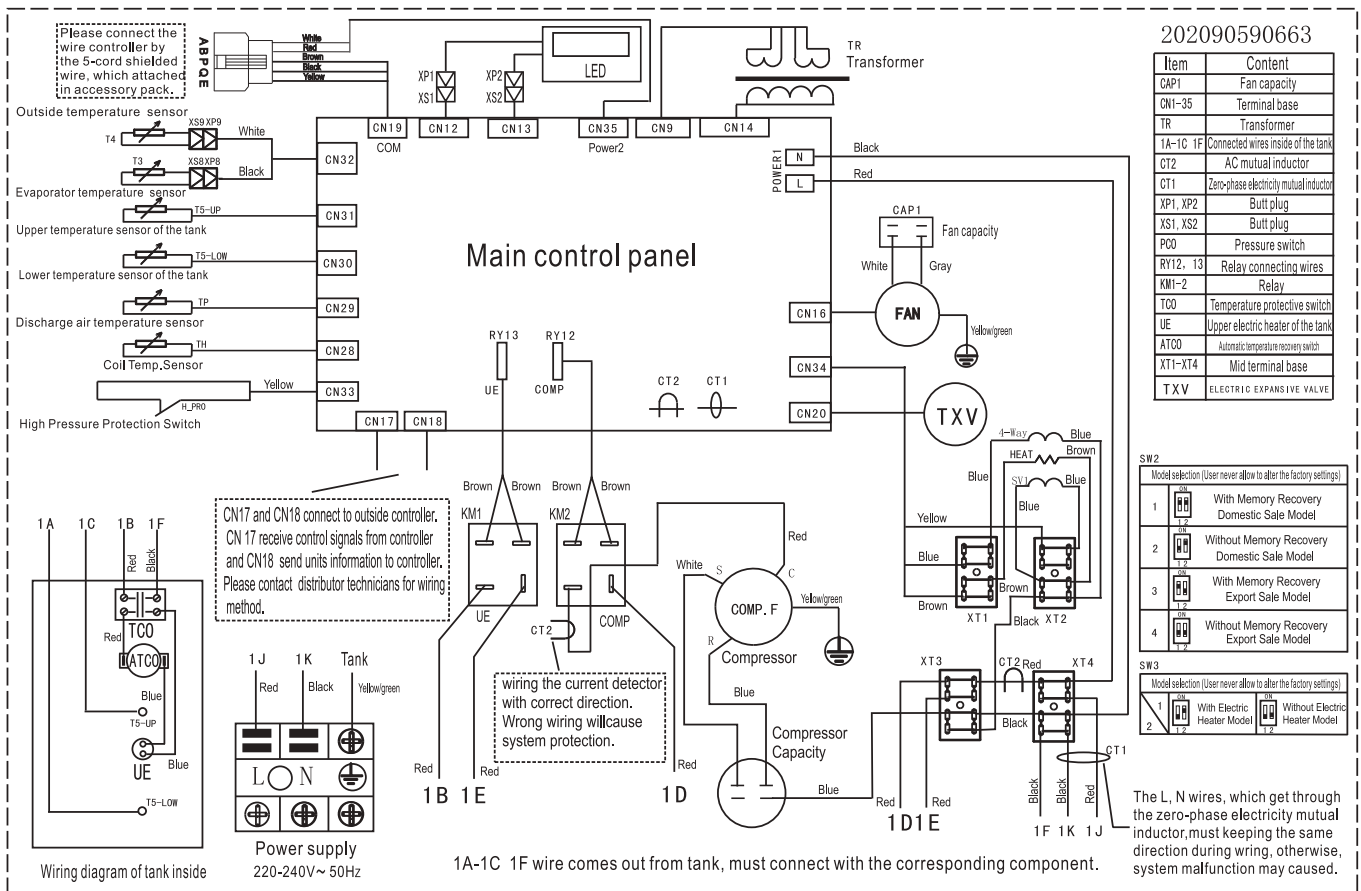 Please connect the
wire controller by
the 5-cord shielded
wire, which attached
in accessory pack.
A B P Q E
White
Red
Brown
Black
Yellow
XP1
XS1
XP2
XS2
LED
TR
Transformer
202090590663
Item Content
CAP1 Fan capacity
CN1-35 Terminal base
TR Transformer
1A-1C 1F Connected wires inside of the tank
CT2 AC mutual inductor
CT1 Zero-phase electricity mutual inductor
XP1, XP2 Butt plug
XS1, XS2 Butt plug
PCO Pressure switch
RY12, 13 Relay connecting wires
KM1-2 Relay
TCO Temperature protective switch
UE Upper electric heater of the tank
ATCO Automatic temperature recovery switch
XT1-XT4 Mid terminal base
TXV ELECTRIC EXPANSIVE VALVE
Outside temperature sensor
T4
XS9 XP9
White
T3
XS8 XP8
Black
Evaporator temperature sensor
T5-UP
Upper temperature sensor of the tank
T5-LOW
Lower temperature sensor of the tank
TP
Discharge air temperature sensor
TH
Coil Temp.Sensor
Yellow
H_PRO
High Pressure Protection Switch
CN19
COM
CN12
CN13
CN35
Power2
CN9
CN14
CN32
CN31
CN30
CN29
CN28
CN33
CN17
CN18
Main control panel
POWER1
N
L
Black
Red
CAP1
Fan capacity
White
Gray
FAN
Yellow/green
CN16
CN34
CN20
TXV
RY13
UE
RY12
COMP
CT2
CT1
4-Way
Blue
HEAT
Brown
Blue
SV1
Blue
Blue
Yellow
Blue
Brown
Brown
XT1
XT2
Black
SW2
Model selection (User never allow to alter the factory settings)
1 ON 1 2 With Memory Recovery
Domestic Sale Model
2 ON 1 2 Without Memory Recovery
Domestic Sale Model
3 ON 1 2 With Memory Recovery
Export Sale Model
4 ON 1 2 Without Memory Recovery
Export Sale Model
SW3
Model selection (User never allow to alter the factory settings)
1 2 ON 1 2 With Electric
Heater Model
ON 1 2 Without Electric
Heater Model
CN17 and CN18 connect to outside controller.
CN 17 receive control signals from controller
and CN18 send units information to controller.
Please contact distributor technicians for wiring
method.
Brown
Brown
Brown
Brown
KM1
UE
KM2
COMP
CT2
wiring the current detector
with correct direction.
Wrong wiring willcause
system protection.
Red
1B
Red
1E
Red
1D
White
S
C
R
Red
COMP. F
Compressor
Yellow/green
Blue
Compressor
Capacity
Blue
XT3
CT2
Red
XT4
Black
Red
Red
1D1E
Black
Black
Red
1F 1K 1J
CT1
The L, N wires, which get through
the zero-phase electricity mutual
inductor,must keeping the same
direction during wring, otherwise,
system malfunction may caused.
1A 1C 1B 1F
Red
Black
TCO
Red
ATCO
Blue
T5-UP
UE
Blue
T5-LOW
Wiring diagram of tank inside
1J
1K
Tank
Red
Black
Yellow/green
L N
Power supply
220-240V~ 50Hz
1A-1C 1F wire comes out from tank, must connect with the corresponding component.